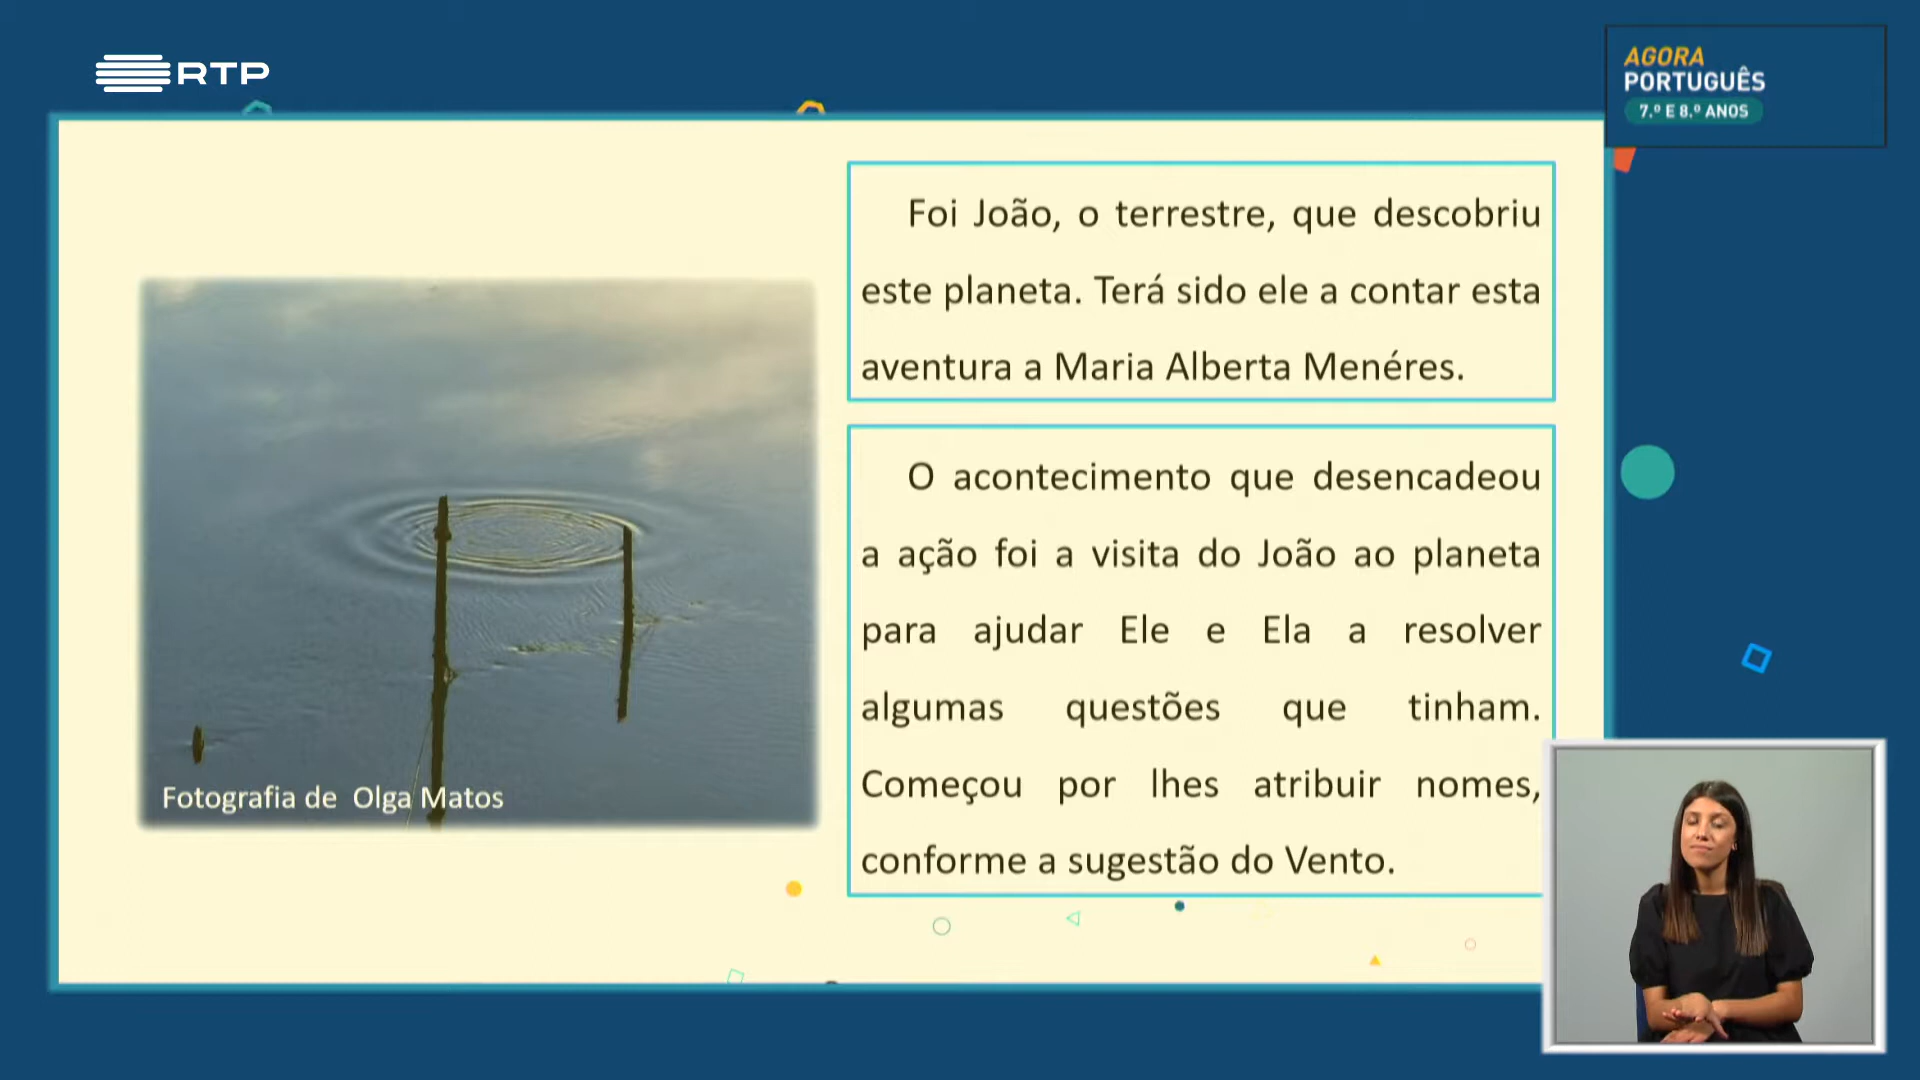 RTP
AGORA
PORTUGUÊS
7.º E 8.º ANOS
Foi João, o terrestre, que descobriu
este planeta. Terá sido ele a contar esta
aventura a Maria Alberta Menéres.
O acontecimento que desencadeou
a ação foi a visita do João ao planeta
para ajudar Ele e Ela a resolver
algumas questões que tinham.
Começou por lhes atribuir nomes,
conforme a sugestão do Vento.
Fotografia de Olga Matos